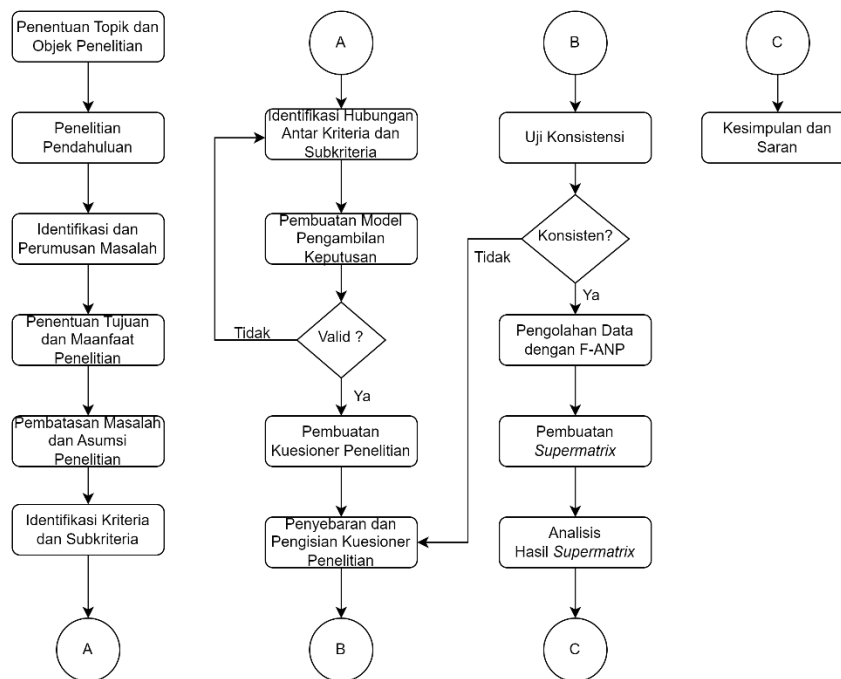 Penentuan Topik dan
Objek Penelitian
Penelitian
Pendahuluan
Identifikasi dan
Perumusan Masalah
Penentuan Tujuan
dan Maanfaat
Penelitian
Pembatasan Masalah
dan Asumsi
Penelitian
Identifikasi Kriteria
dan Subkriteria
A
A
Identifikasi Hubungan
Antar Kriteria dan
Subkriteria
Pembuatan Model
Pengambilan
Keputusan
Valid ?
Tidak
Ya
Pembuatan
Kuesioner Penelitian
Penyebaran dan
Pengisian Kuesioner
Penelitian
B
B
Uji Konsistensi
Konsisten?
Tidak
Ya
Pengolahan Data
dengan F-ANP
Pembuatan
Supermatrix
Analisis
Hasil Supermatrix
C
C
Kesimpulan dan
Saran